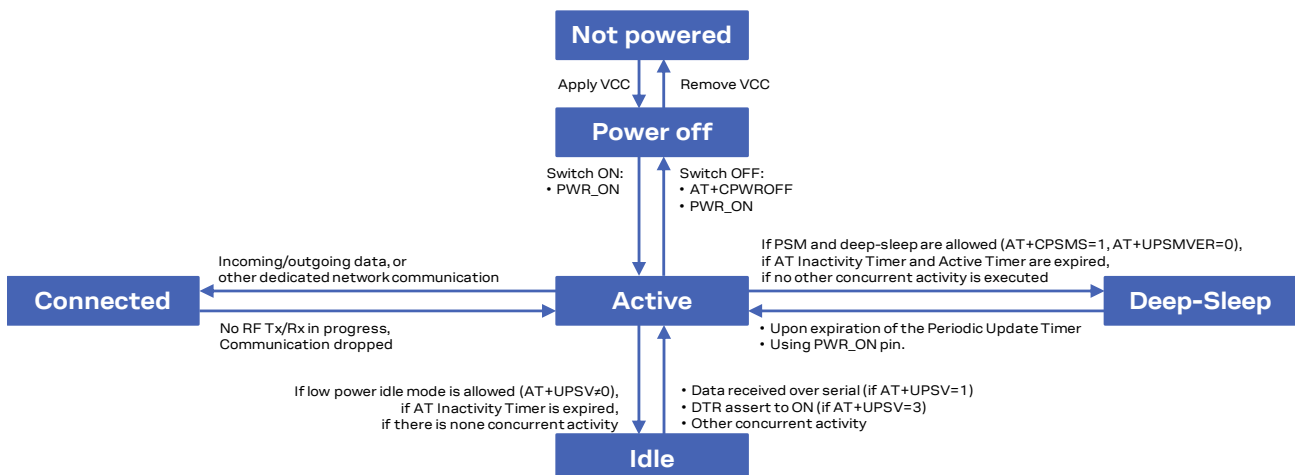 Not powered
Apply VCC
Remove VCC
Power off
Switch ON:
• PWR_ON
Switch OFF:
• AT+CPWROFF
• PWR_ON
Incoming/outgoing data, or
other dedicated network communication
If PSM and deep-sleep are allowed (AT+CPSMS=1, AT+UPSMVER=0),
if AT Inactivity Timer and Active Timer are expired,
if no other concurrent activity is executed
Connected
Active
Deep-Sleep
No RF Tx/Rx in progress,
Communication dropped
• Upon expiration of the Periodic Update Timer
• Using PWR_ON pin.
If low power idle mode is allowed (AT+UPSV≠0),
if AT Inactivity Timer is expired,
if there is none concurrent activity
• Data received over serial (if AT+UPSV=1)
• DTR assert to ON (if AT+UPSV=3)
• Other concurrent activity
Idle